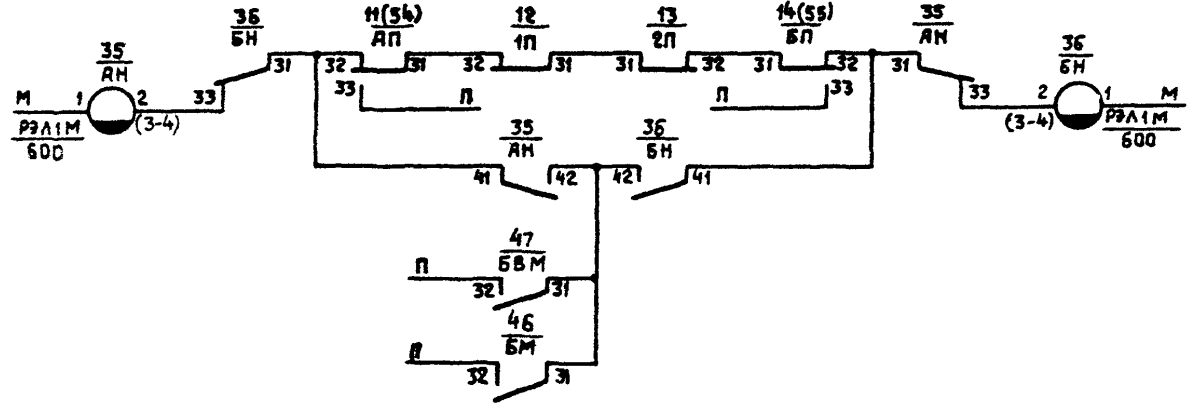 36
БН
11(54)
АП
12
1П
13
2П
14(55)
БП
35
АН
35
АН
36
БН
31 32 31 32 31 31 32 31 32 31
М 1 2 33 33 П П 33 33 2 1 М
(3-4) (3-4)
РЭЛ1М
600
РЭЛ1М
600
35
АН
36
БН
41 42 42 41
47
БВМ
П
32 31
46
БМ
П
32 31